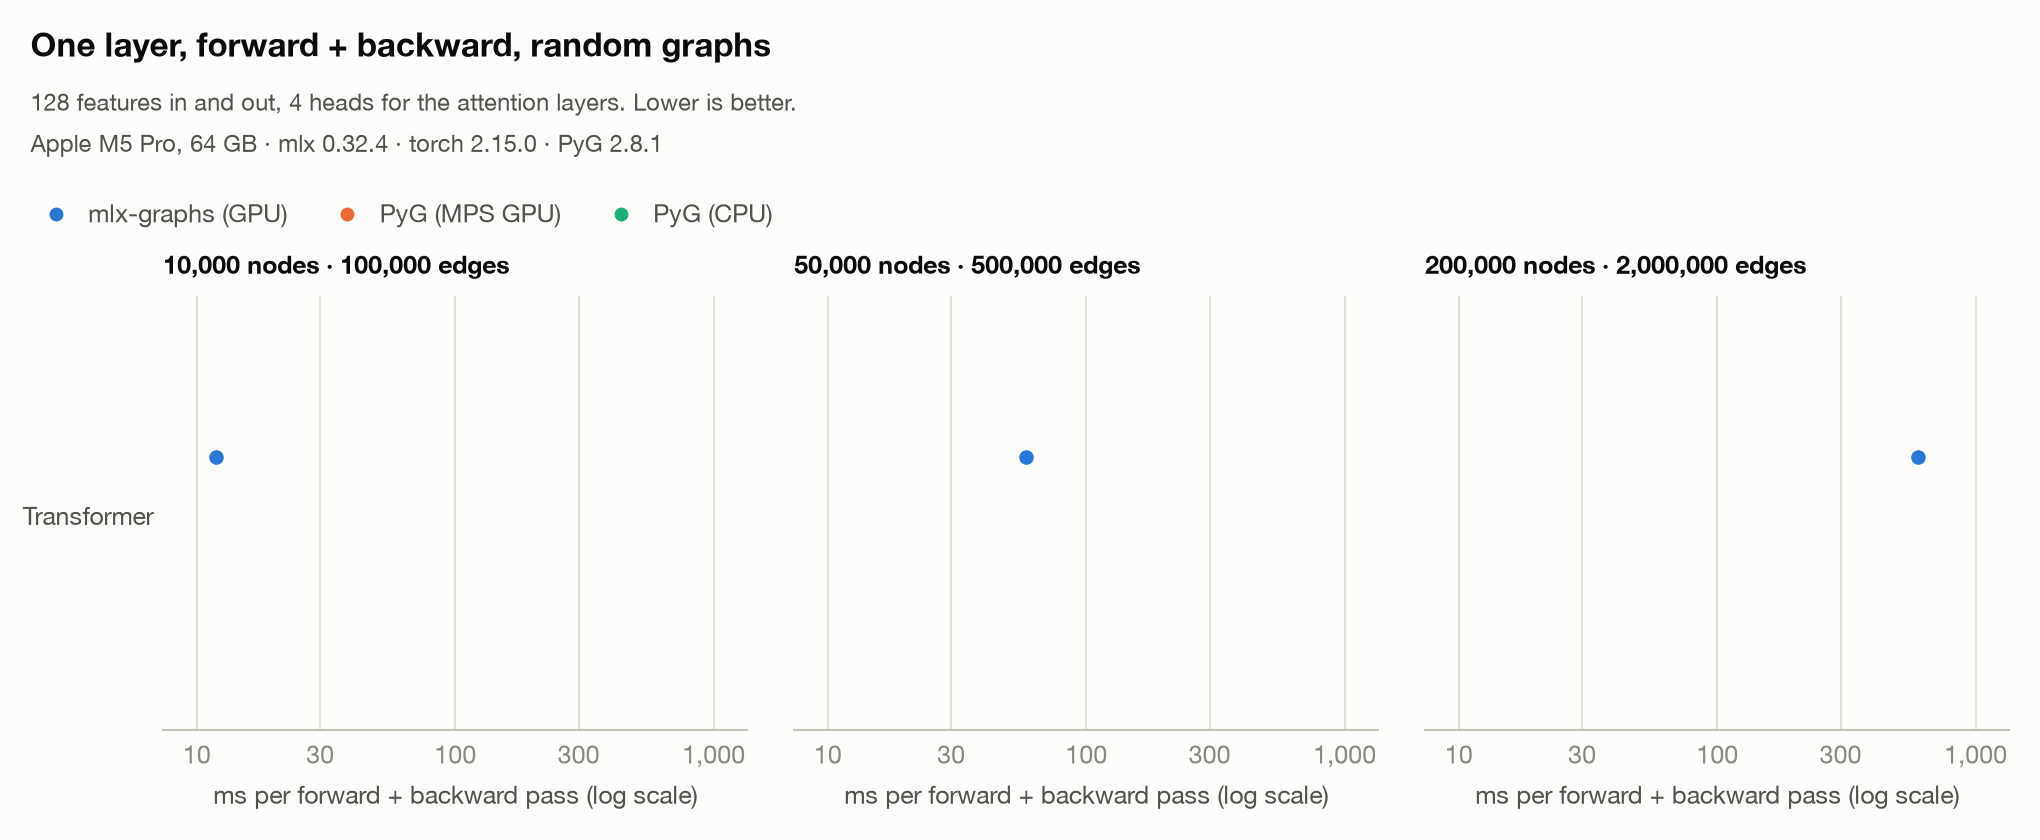 One layer, forward + backward, random graphs
128 features in and out, 4 heads for the attention layers. Lower is better.
Apple M5 Pro, 64 GB · mlx 0.32.4 · torch 2.15.0 · PyG 2.8.1
mlx-graphs (GPU) PyG (MPS GPU) PyG (CPU)
10,000 nodes · 100,000 edges 50,000 nodes · 500,000 edges 200,000 nodes · 2,000,000 edges
Transformer
10 30 100 300 1,000 10 30 100 300 1,000 10 30 100 300 1,000
ms per forward + backward pass (log scale) ms per forward + backward pass (log scale) ms per forward + backward pass (log scale)